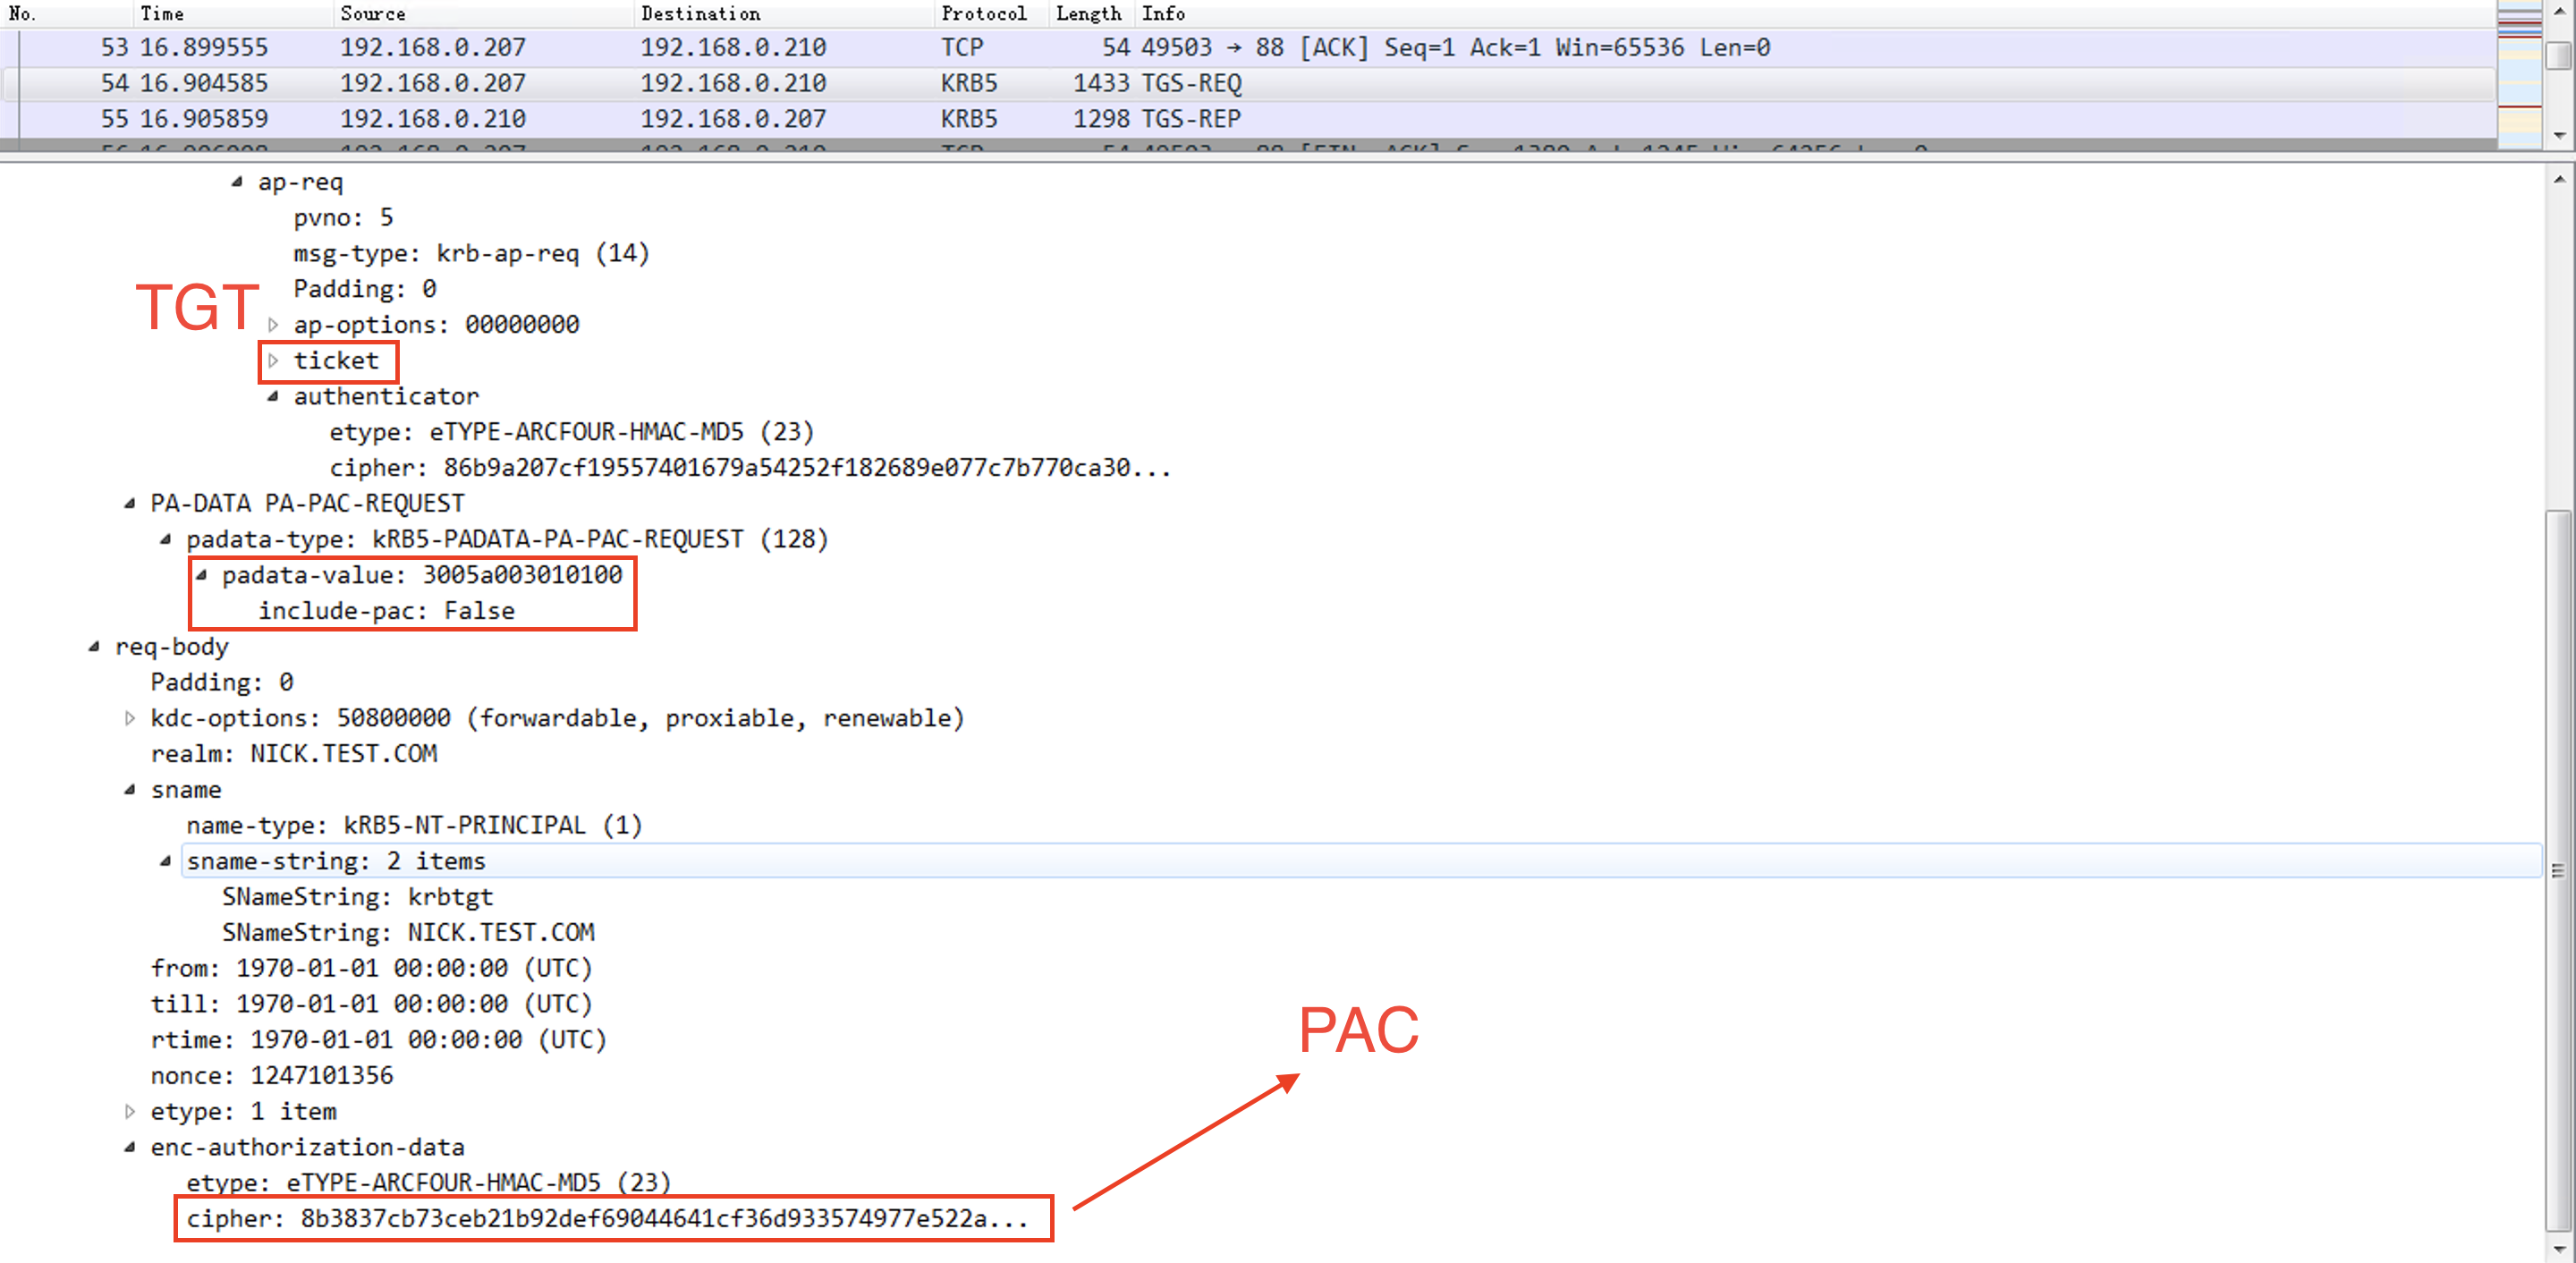 No. Time Source Destination Protocol Length Info
53 16.899555 192.168.0.207 192.168.0.210 TCP 54 49503 → 88 [ACK] Seq=1 Ack=1 Win=65536 Len=0
54 16.904585 192.168.0.207 192.168.0.210 KRB5 1433 TGS-REQ
55 16.905859 192.168.0.210 192.168.0.207 KRB5 1298 TGS-REP
ap-req
pvno: 5
msg-type: krb-ap-req (14)
Padding: 0
TGT
ap-options: 00000000
ticket
authenticator
etype: eTYPE-ARCFOUR-HMAC-MD5 (23)
cipher: 86b9a207cf19557401679a54252f182689e077c7b770ca30...
PA-DATA PA-PAC-REQUEST
padata-type: kRB5-PADATA-PA-PAC-REQUEST (128)
padata-value: 3005a003010100
include-pac: False
req-body
Padding: 0
kdc-options: 50800000 (forwardable, proxiable, renewable)
realm: NICK.TEST.COM
sname
name-type: kRB5-NT-PRINCIPAL (1)
sname-string: 2 items
SNameString: krbtgt
SNameString: NICK.TEST.COM
from: 1970-01-01 00:00:00 (UTC)
till: 1970-01-01 00:00:00 (UTC)
rtime: 1970-01-01 00:00:00 (UTC)
PAC
nonce: 1247101356
etype: 1 item
enc-authorization-data
etype: eTYPE-ARCFOUR-HMAC-MD5 (23)
cipher: 8b3837cb73ceb21b92def69044641cf36d933574977e522a...